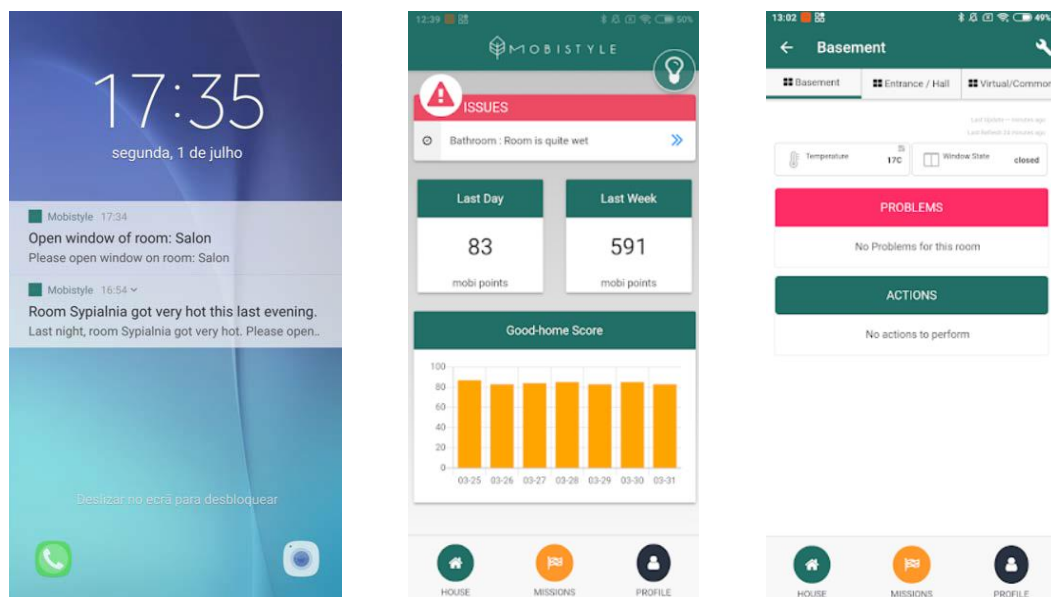 17:35
segunda, 1 de julho
Mobistyle 17:34
Open window of room: Salon
Please open window on room: Salon
Mobistyle 16:54
Room Sypialnia got very hot this last evening.
Last night, room Sypialnia got very hot. Please open..
Deslizar no ecrã para desbloquear
12:39
50%
MOBISTYLE
ISSUES
Bathroom : Room is quite wet
Last Day
Last Week
83
591
mobi points
mobi points
Good-home Score
100
80
60
40
20
0
03-25 03-26 03-27 03-28 03-29 03-30 03-31
HOUSE
MISSIONS
PROFILE
13:02
49%
Basement
Basement
Entrance / Hall
Virtual/Common
Last Update -- minutes ago
Temperature
17C
Window State
closed
PROBLEMS
No Problems for this room
ACTIONS
No actions to perform
HOUSE
MISSIONS
PROFILE